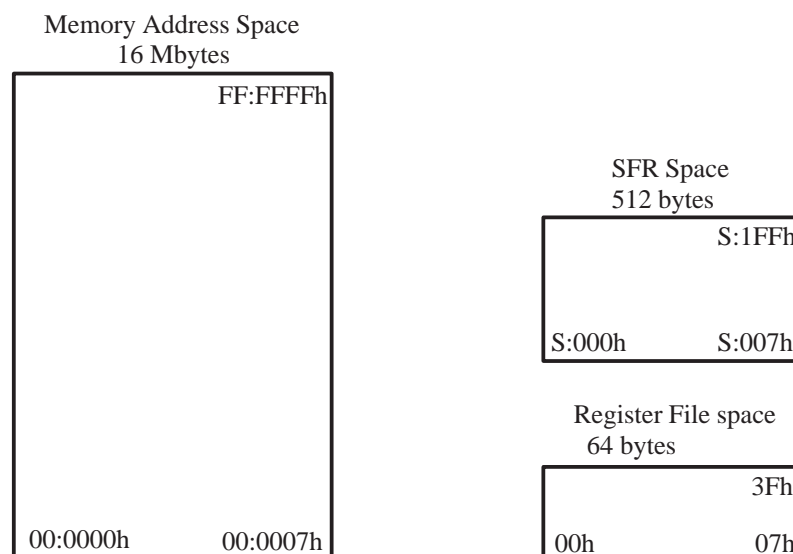 Memory Address Space
16 Mbytes
FF:FFFFh
00:0000h 00:0007h
SFR Space
512 bytes
S:1FFh
S:000h S:007h
Register File space
64 bytes
3Fh
00h 07h